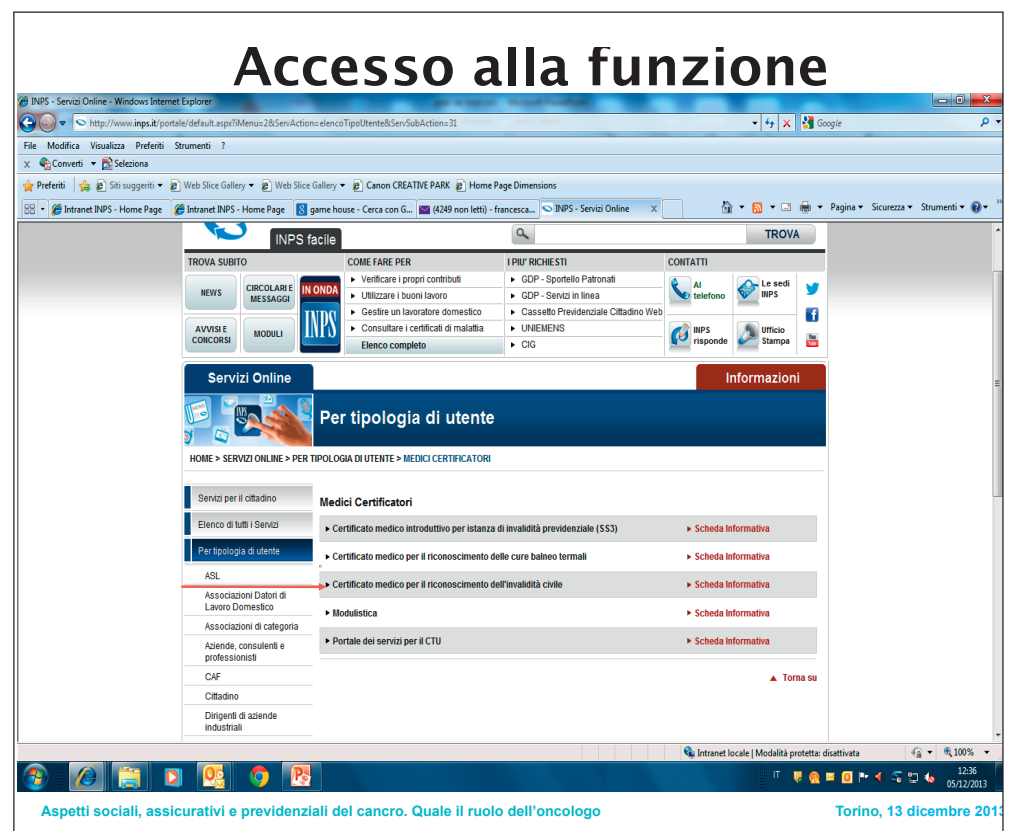 Accesso alla funzione
INPS - Servizi Online - Windows Internet Explorer
http://www.inps.it/portale/default.aspx?iMenu=2&ServAction=elencoTipoUtente&ServSubAction=31
Google
File Modifica Visualizza Preferiti Strumenti ?
x Converti Seleziona
Preferiti Siti suggeriti Web Slice Gallery Web Slice Gallery Canon CREATIVE PARK Home Page Dimensions
Intranet INPS - Home Page Intranet INPS - Home Page game house - Cerca con G... (4249 non letti) - francesca... INPS - Servizi Online X Pagina Sicurezza Strumenti
INPS facile TROVA
TROVA SUBITO COME FARE PER I PIU' RICHIESTI CONTATTI
NEWS
CIRCOLARI E MESSAGGI
AVVISI E CONCORSI
MODULI
IN ONDA
INPS
Verificare i propri contributi
Utilizzare i buoni lavoro
Gestire un lavoratore domestico
Consultare i certificati di malattia
Elenco completo
GDP - Sportello Patronati
GDP - Servizi in linea
Cassetto Previdenziale Cittadino Web
UNIEMENS
CIG
Al telefono
Le sedi INPS
INPS risponde
Ufficio Stampa
Servizi Online Informazioni
INPS
Per tipologia di utente
HOME > SERVIZI ONLINE > PER TIPOLOGIA DI UTENTE > MEDICI CERTIFICATORI
Servizi per il cittadino
Elenco di tutti i Servizi
Per tipologia di utente
ASL
Associazioni Datori di
Lavoro Domestico
Associazioni di categoria
Aziende, consulenti e
professionisti
CAF
Cittadino
Dirigenti di aziende
industriali
Medici Certificatori
Certificato medico introduttivo per istanza di invalidità previdenziale (SS3) Scheda Informativa
Certificato medico per il riconoscimento delle cure balneo termali Scheda Informativa
Certificato medico per il riconoscimento dell'invalidità civile Scheda Informativa
Modulistica Scheda Informativa
Portale dei servizi per il CTU Scheda Informativa
Torna su
Intranet locale | Modalità protetta: disattivata 100%
IT 12:36
05/12/2013
Aspetti sociali, assicurativi e previdenziali del cancro. Quale il ruolo dell'oncologo Torino, 13 dicembre 2013